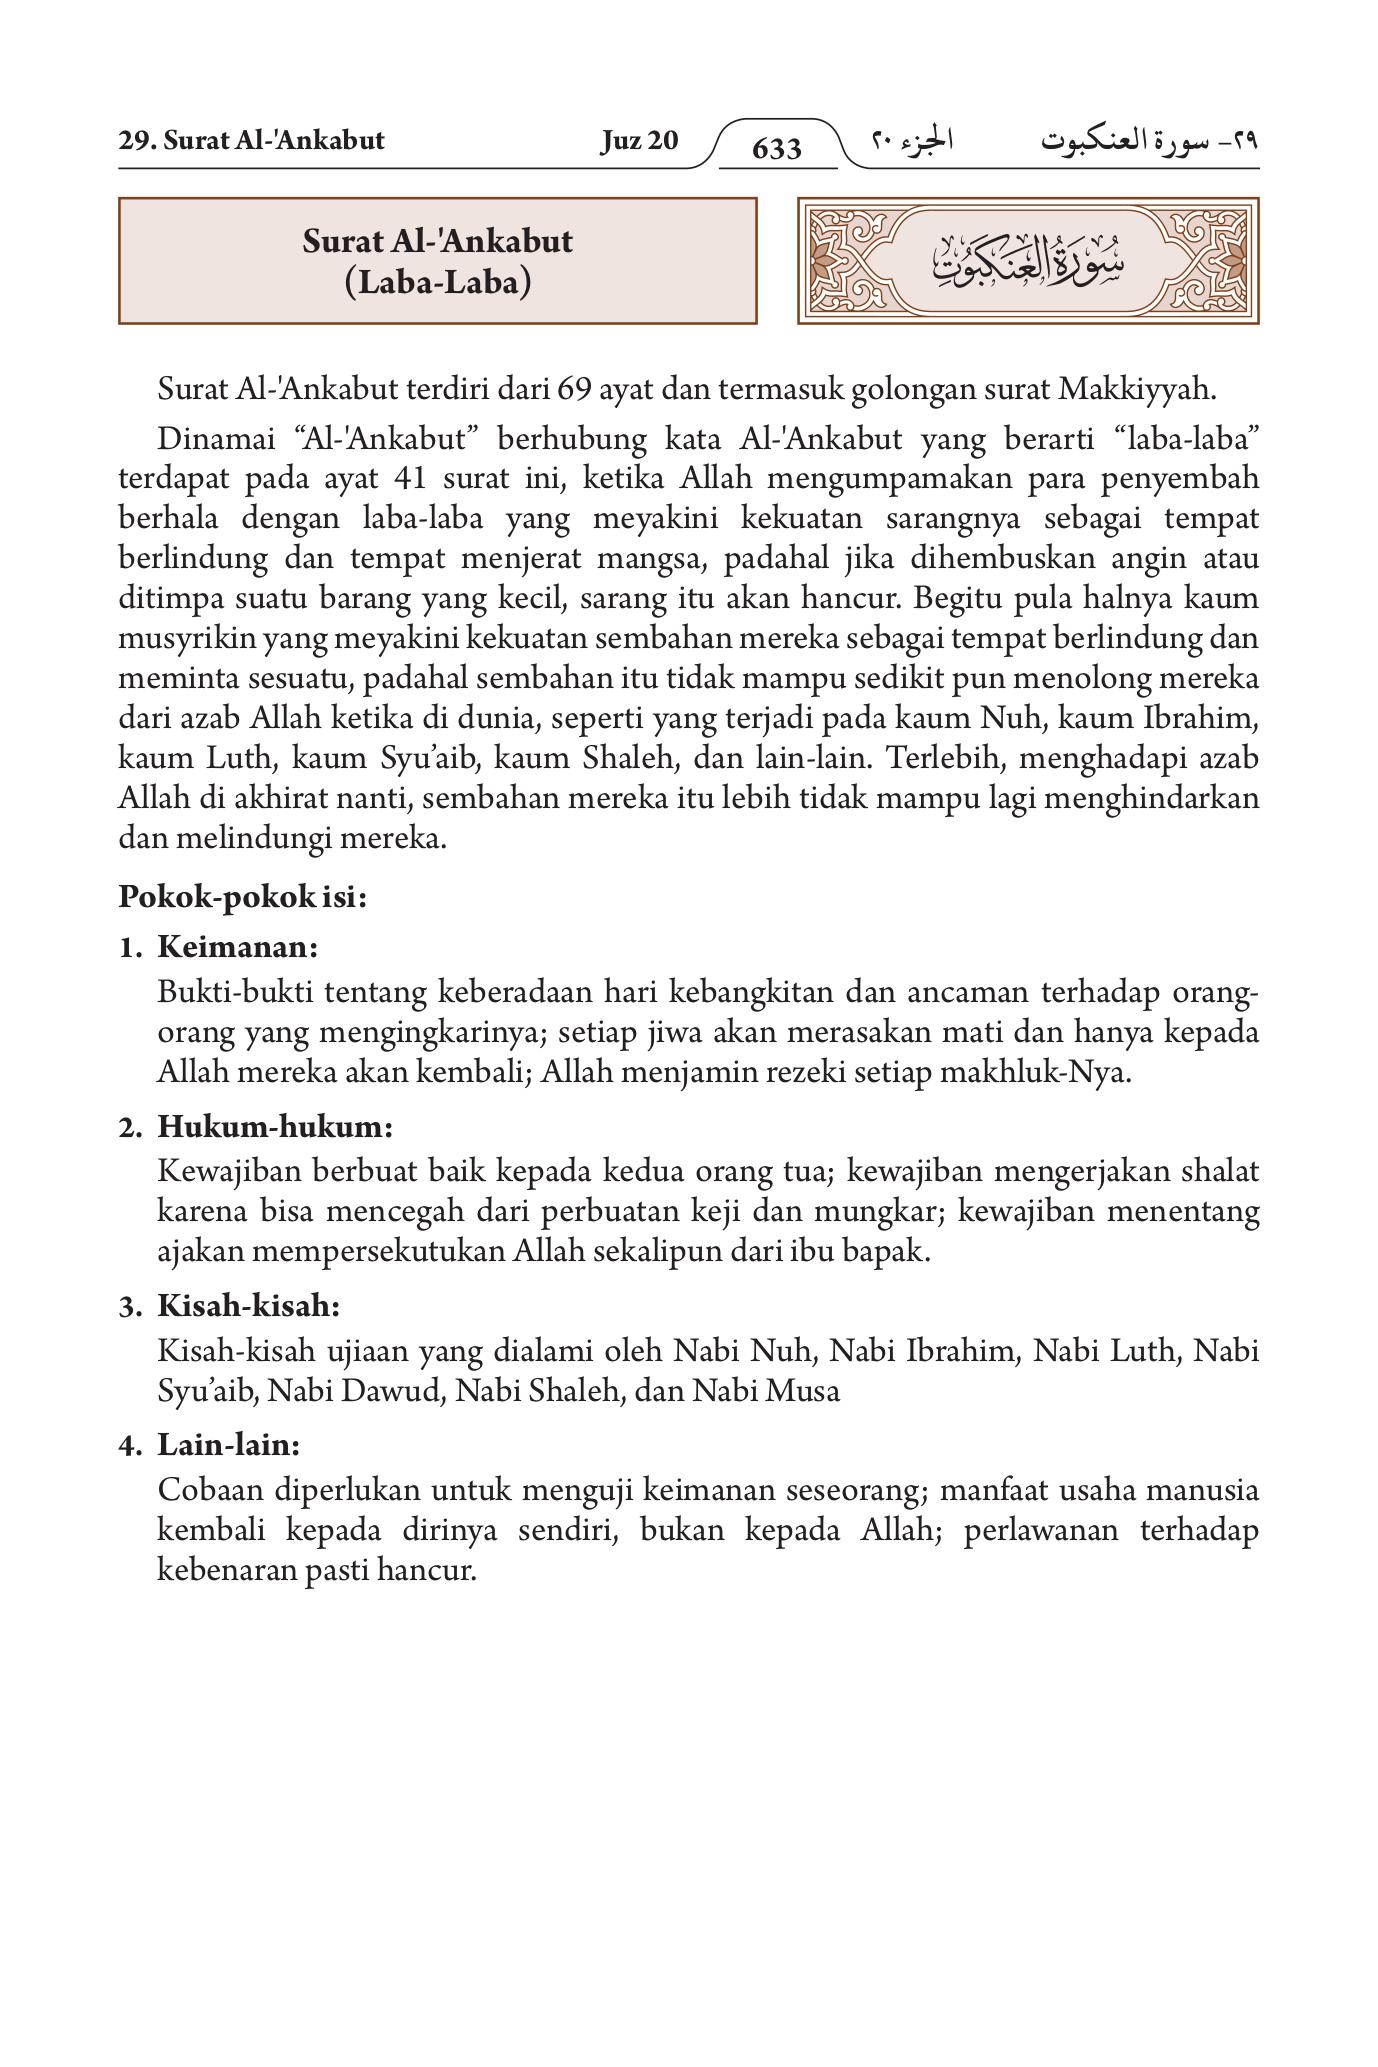 29. Surat Al-'Ankabut Juz 20 633 الجزء ٢٠ ٢٩- سورة العنكبوت
Surat Al-'Ankabut
(Laba-Laba)
سُورَةُ العَنكَبُوتِ
Surat Al-'Ankabut terdiri dari 69 ayat dan termasuk golongan surat Makkiyyah.
Dinamai “Al-'Ankabut” berhubung kata Al-'Ankabut yang berarti “laba-laba”
terdapat pada ayat 41 surat ini, ketika Allah mengumpamakan para penyembah
berhala dengan laba-laba yang meyakini kekuatan sarangnya sebagai tempat
berlindung dan tempat menjerat mangsa, padahal jika dihembuskan angin atau
ditimpa suatu barang yang kecil, sarang itu akan hancur. Begitu pula halnya kaum
musyrikin yang meyakini kekuatan sembahan mereka sebagai tempat berlindung dan
meminta sesuatu, padahal sembahan itu tidak mampu sedikit pun menolong mereka
dari azab Allah ketika di dunia, seperti yang terjadi pada kaum Nuh, kaum Ibrahim,
kaum Luth, kaum Syu’aib, kaum Shaleh, dan lain-lain. Terlebih, menghadapi azab
Allah di akhirat nanti, sembahan mereka itu lebih tidak mampu lagi menghindarkan
dan melindungi mereka.
Pokok-pokok isi:
1. Keimanan:
Bukti-bukti tentang keberadaan hari kebangkitan dan ancaman terhadap orang-
orang yang mengingkarinya; setiap jiwa akan merasakan mati dan hanya kepada
Allah mereka akan kembali; Allah menjamin rezeki setiap makhluk-Nya.
2. Hukum-hukum:
Kewajiban berbuat baik kepada kedua orang tua; kewajiban mengerjakan shalat
karena bisa mencegah dari perbuatan keji dan mungkar; kewajiban menentang
ajakan mempersekutukan Allah sekalipun dari ibu bapak.
3. Kisah-kisah:
Kisah-kisah ujiaan yang dialami oleh Nabi Nuh, Nabi Ibrahim, Nabi Luth, Nabi
Syu’aib, Nabi Dawud, Nabi Shaleh, dan Nabi Musa
4. Lain-lain:
Cobaan diperlukan untuk menguji keimanan seseorang; manfaat usaha manusia
kembali kepada dirinya sendiri, bukan kepada Allah; perlawanan terhadap
kebenaran pasti hancur.